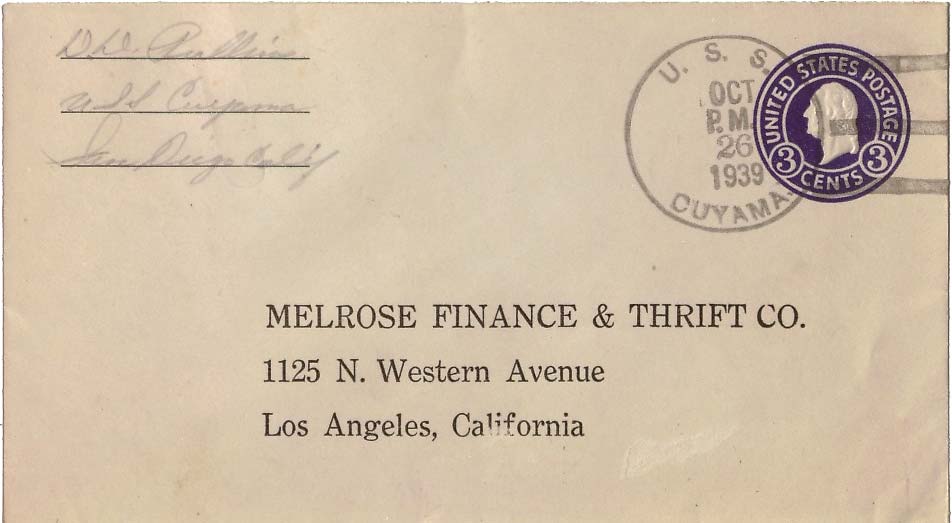 U.S.S.
OCT
P.M.
26
1939
CUYAMA
UNITED STATES POSTAGE
3 CENTS 3
USS Cuyama
San Diego Calif
MELROSE FINANCE & THRIFT CO.
1125 N. Western Avenue
Los Angeles, California